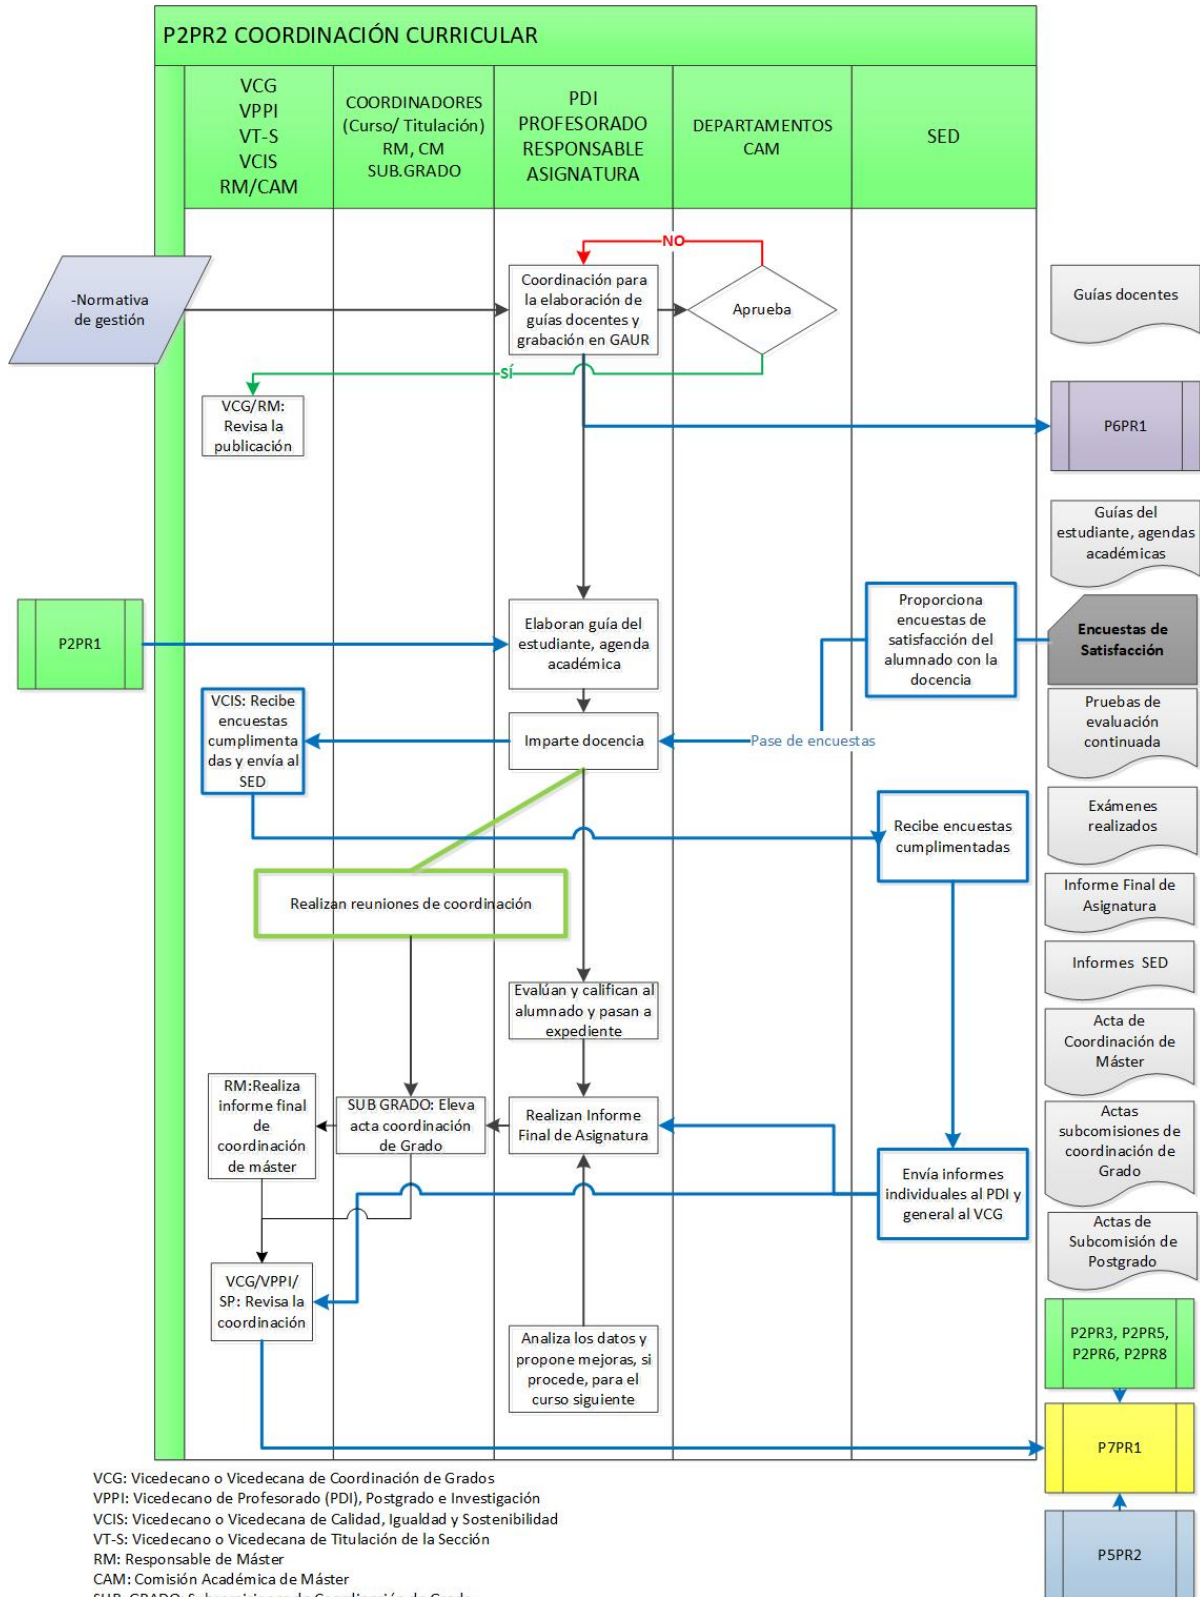 P2PR2 COORDINACIÓN CURRICULAR
VCG
VPPI
VT-S
VCIS
RM/CAM
COORDINADORES
(Curso/ Titulación)
RM, CM
SUB.GRADO
PDI
PROFESORADO
RESPONSABLE
ASIGNATURA
DEPARTAMENTOS
CAM
SED
-Normativa
de gestión
Coordinación para
la elaboración de
guías docentes y
grabación en GAUR
NO
Aprueba
SÍ
Guías docentes
VCG/RM:
Revisa la
publicación
P6PR1
Guías del
estudiante, agendas
académicas
P2PR1
Elaboran guía del
estudiante, agenda
académica
Proporciona
encuestas de
satisfacción del
alumnado con la
docencia
Encuestas de
Satisfacción
VCIS: Recibe
encuestas
cumplimenta
das y envía al
SED
Imparte docencia
Pase de encuestas
Pruebas de
evaluación
continuada
Recibe encuestas
cumplimentadas
Exámenes
realizados
Realizan reuniones de coordinación
Informe Final de
Asignatura
Informes SED
Evalúan y califican al
alumnado y pasan a
expediente
Acta de
Coordinación de
Máster
RM:Realiza
informe final
de
coordinación
de máster
SUB GRADO: Eleva
acta coordinación
de Grado
Realizan Informe
Final de Asignatura
Actas
subcomisiones de
coordinación de
Grado
Envía informes
individuales al PDI y
general al VCG
Actas de
Subcomisión de
Postgrado
VCG/VPPI/
SP: Revisa la
coordinación
Analiza los datos y
propone mejoras, si
procede, para el
curso siguiente
P2PR3, P2PR5,
P2PR6, P2PR8
P7PR1
P5PR2
VCG: Vicedecano o Vicedecana de Coordinación de Grados
VPPI: Vicedecano de Profesorado (PDI), Postgrado e Investigación
VCIS: Vicedecano o Vicedecana de Calidad, Igualdad y Sostenibilidad
VT-S: Vicedecano o Vicedecana de Titulación de la Sección
RM: Responsable de Máster
CAM: Comisión Académica de Máster